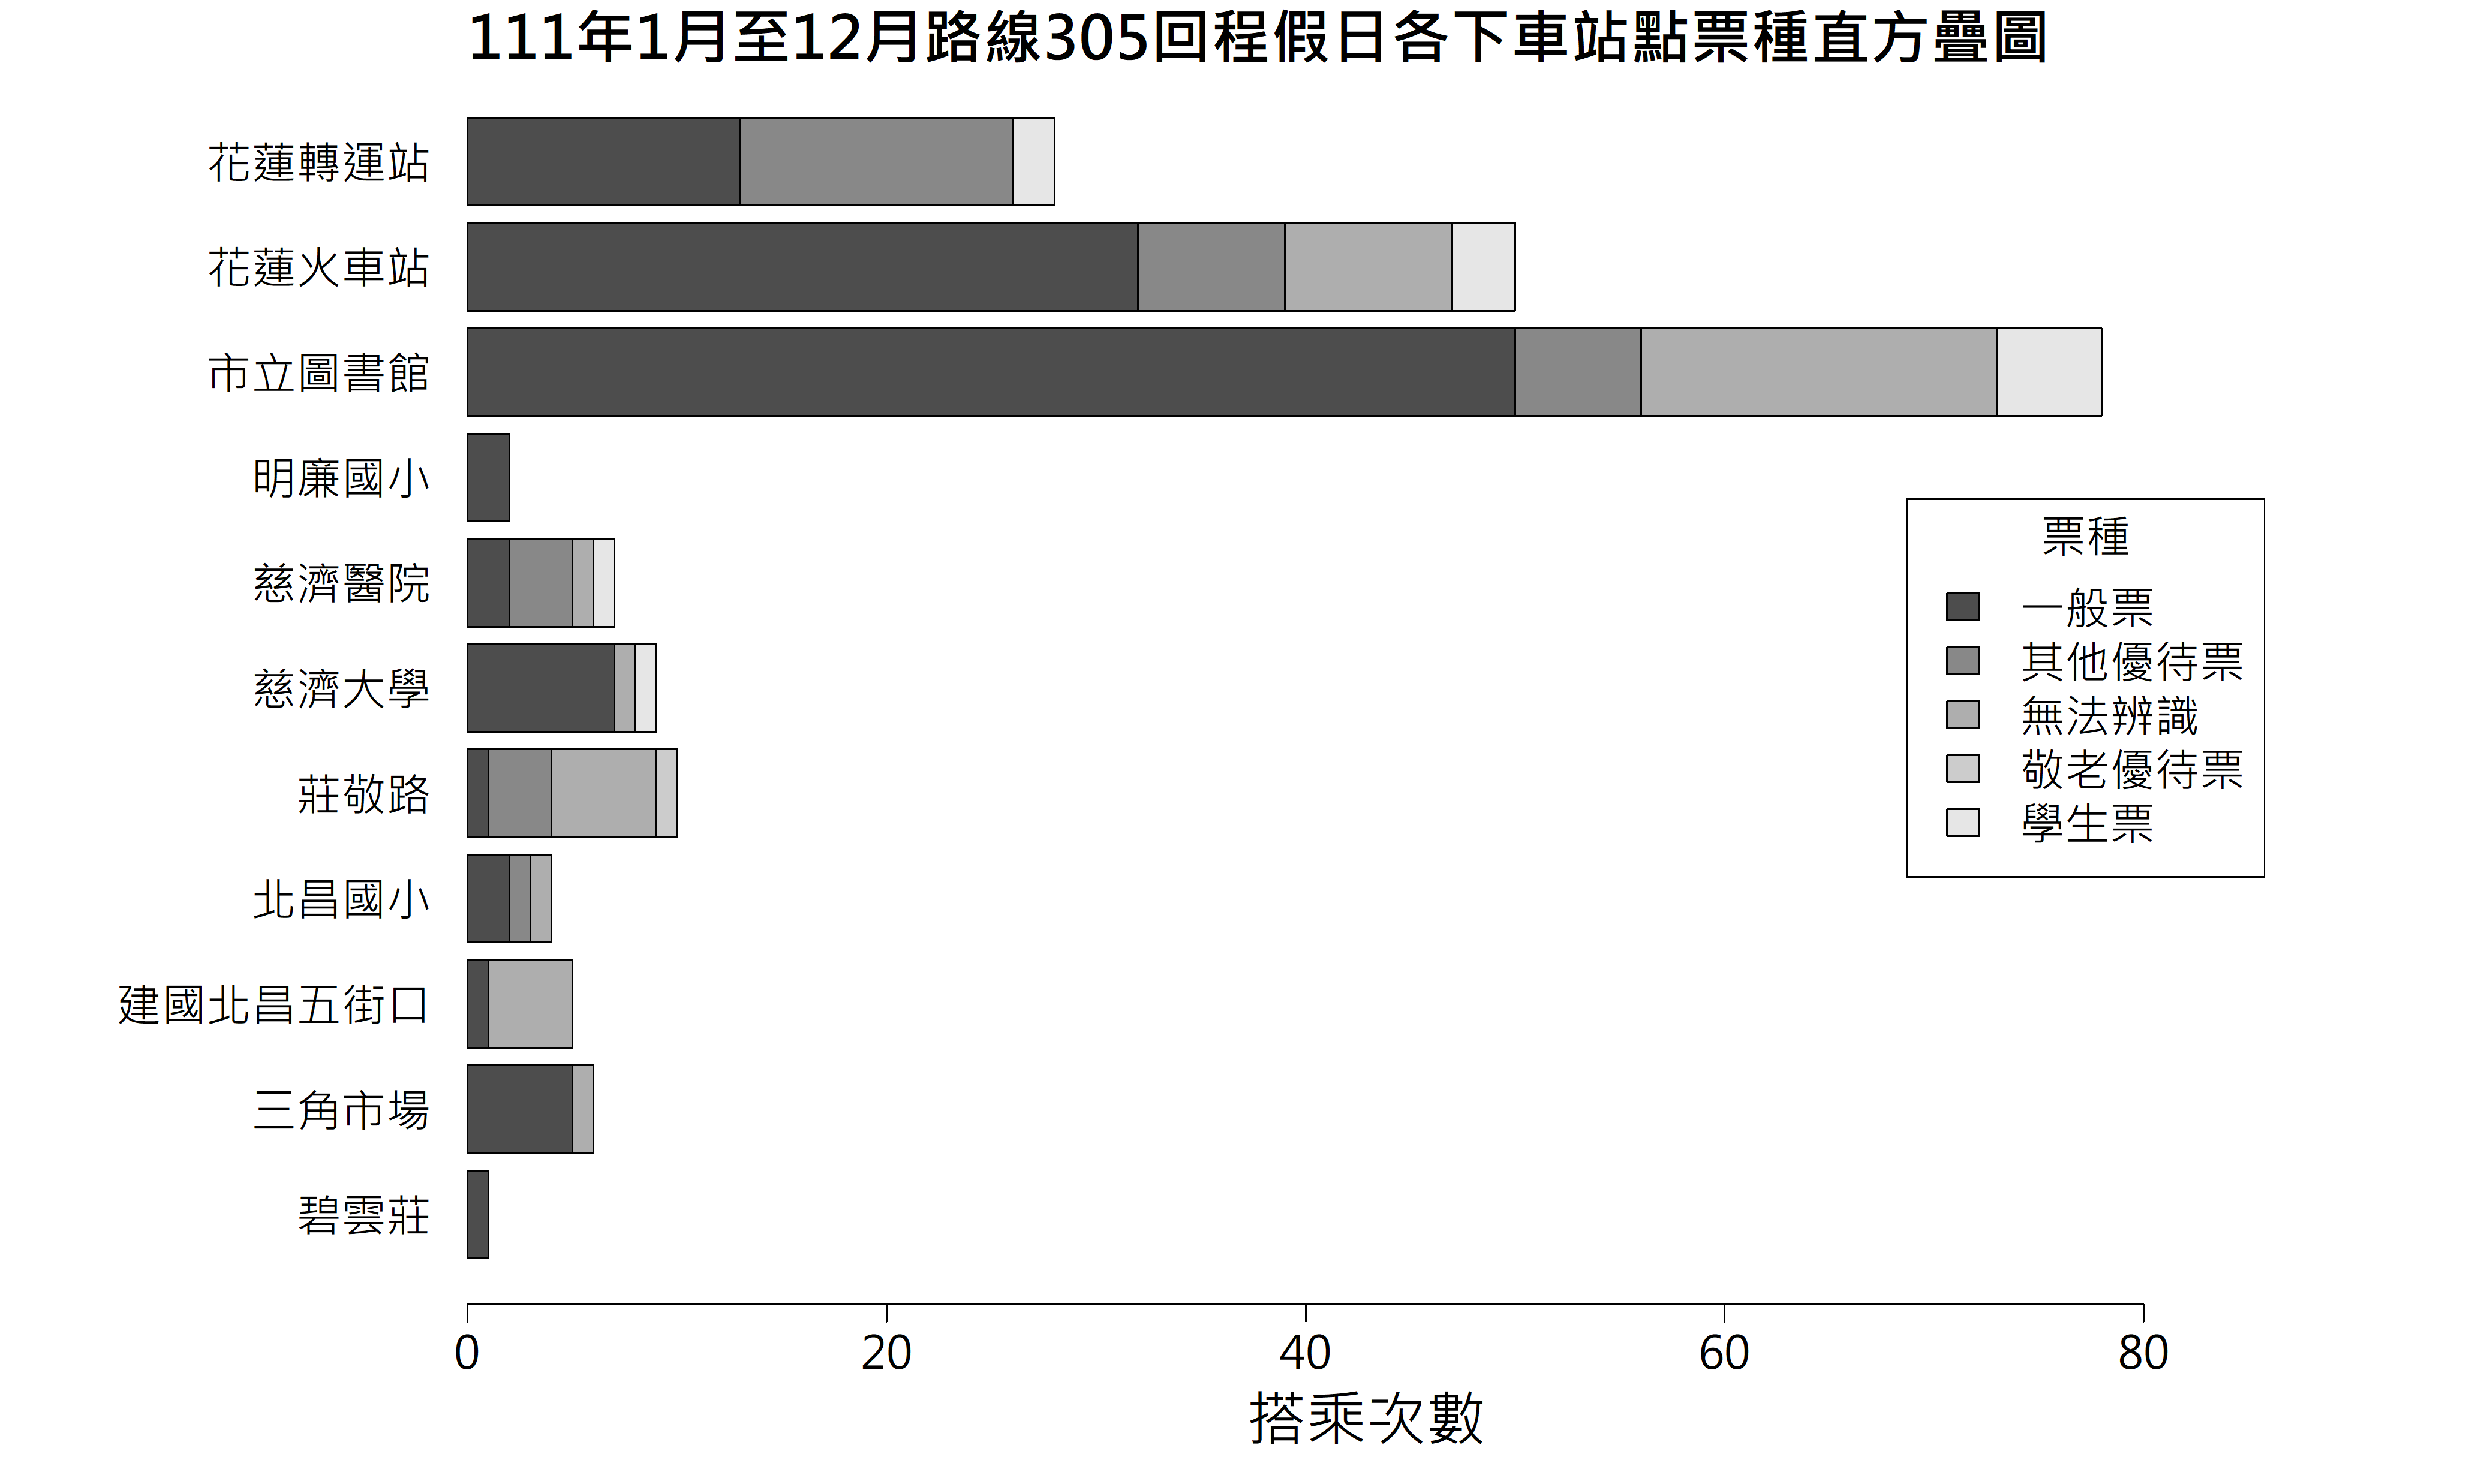 111年1月至12月路線305回程假日各下車站點票種直方疊圖
花蓮轉運站
花蓮火車站
市立圖書館
明廉國小
慈濟醫院
慈濟大學
莊敬路
北昌國小
建國北昌五街口
三角市場
碧雲莊
票種
一般票
其他優待票
無法辨識
敬老優待票
學生票
0 20 40 60 80
搭乘次數